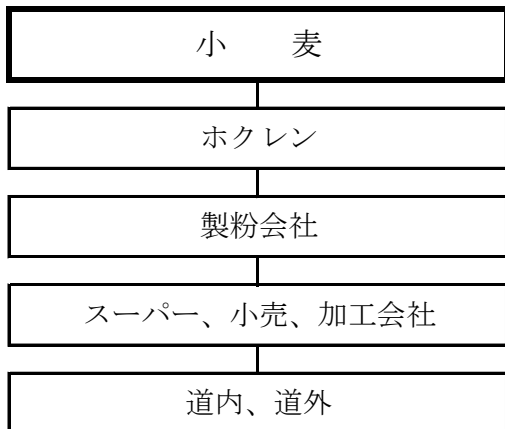 小　　麦
ホクレン
製粉会社
スーパー、小売、加工会社
道内、道外